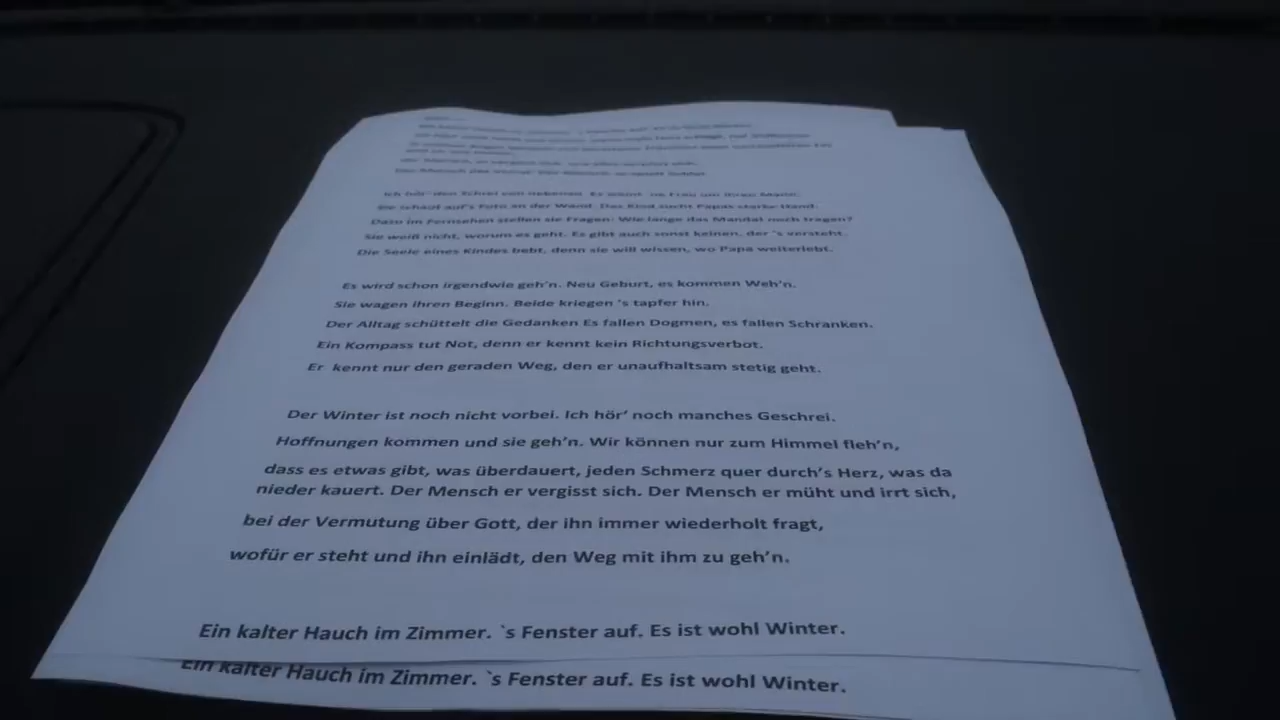 Ich hör' den Schrei von nebenan. Es weint 'ne Frau um ihren Mann.
Sie schaut auf's Foto an der Wand. Das Kind sucht Papas starke Hand.
Dazu im Fernsehen stellen sie Fragen: Wie lange das Mandat noch tragen?
Sie weiß nicht, worum es geht. Es gibt auch sonst keinen, der `s versteht.
Die Seele eines Kindes bebt, denn sie will wissen, wo Papa weiterlebt.
Es wird schon irgendwie geh’n. Neu Geburt, es kommen Weh’n.
Sie wagen ihren Beginn. Beide kriegen ‘s tapfer hin.
Der Alltag schüttelt die Gedanken Es fallen Dogmen, es fallen Schranken.
Ein Kompass tut Not, denn er kennt kein Richtungsverbot.
Er kennt nur den geraden Weg, den er unaufhaltsam stetig geht.
Der Winter ist noch nicht vorbei. Ich hör’ noch manches Geschrei.
Hoffnungen kommen und sie geh’n. Wir können nur zum Himmel fleh’n,
dass es etwas gibt, was überdauert, jeden Schmerz quer durch’s Herz, was da
nieder kauert. Der Mensch er vergisst sich. Der Mensch er müht und irrt sich,
bei der Vermutung über Gott, der ihn immer wiederholt fragt,
wofür er steht und ihn einlädt, den Weg mit ihm zu geh’n.
Ein kalter Hauch im Zimmer. `s Fenster auf. Es ist wohl Winter.
Ein kalter Hauch im Zimmer. `s Fenster auf. Es ist wohl Winter.